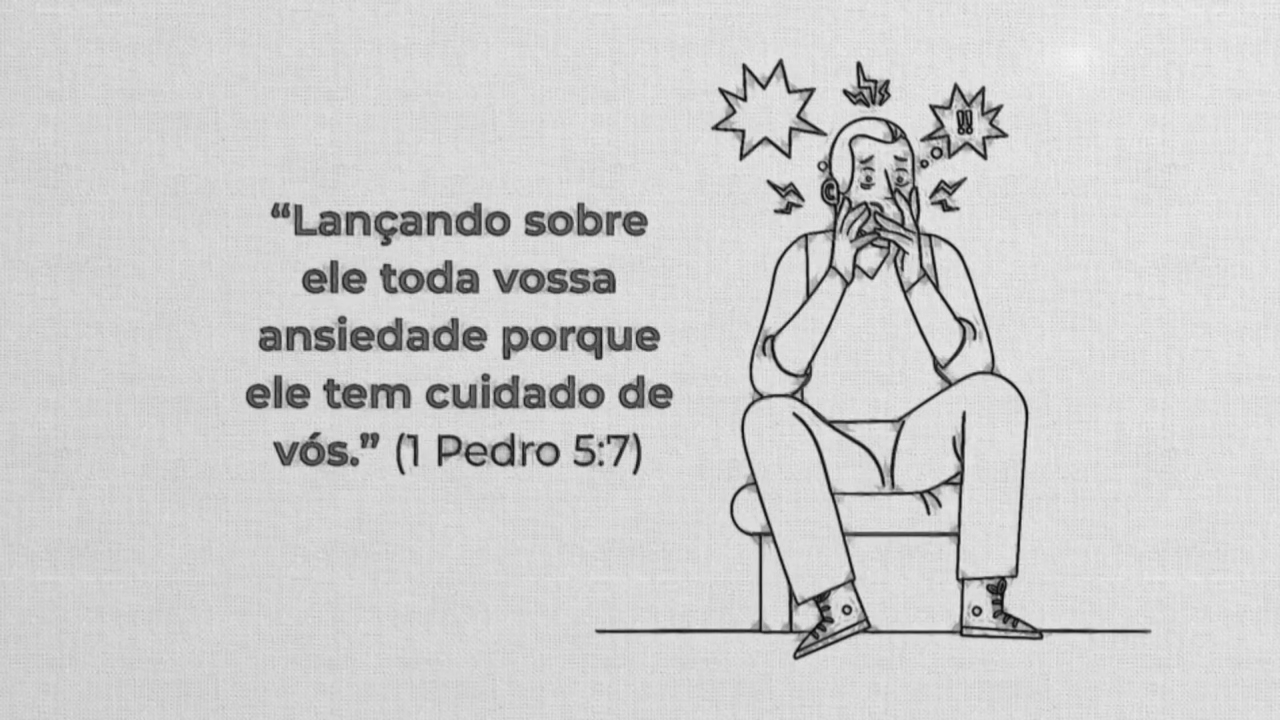 “Lançando sobre
ele toda vossa
ansiedade porque
ele tem cuidado de
vós.” (1 Pedro 5:7)
!!